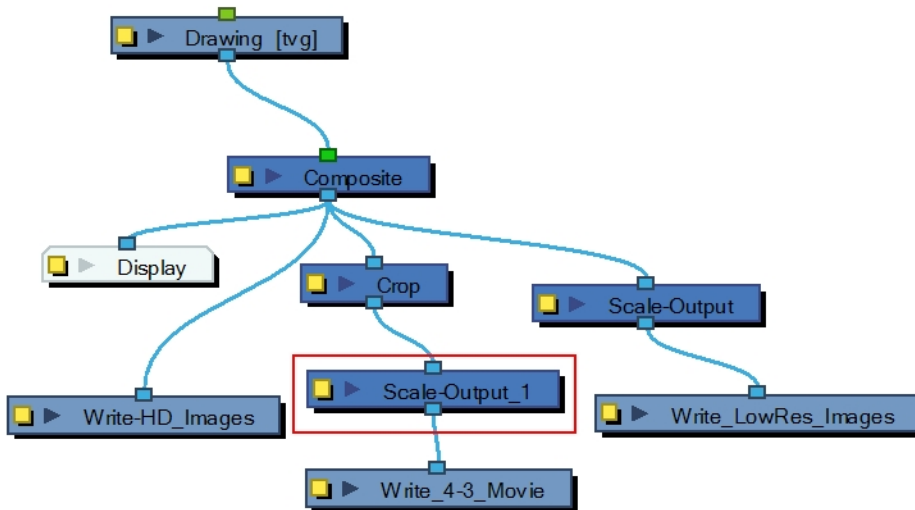 Drawing [tvg]
Composite
Display
Crop
Scale-Output
Scale-Output_1
Write-HD_Images
Write_LowRes_Images
Write_4-3_Movie